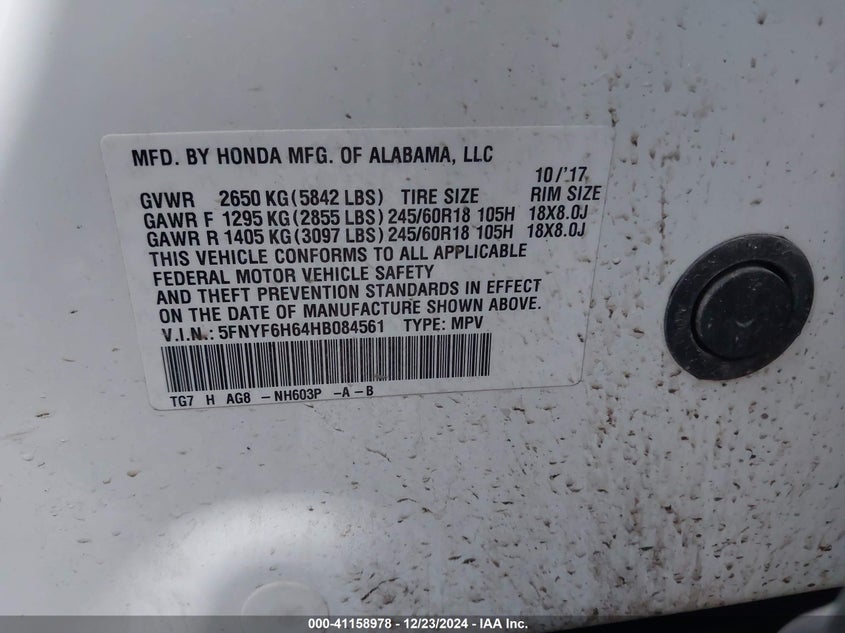 MFD. BY HONDA MFG. OF ALABAMA, LLC
10/'17
GVWR 2650 KG(5842 LBS) TIRE SIZE RIM SIZE
GAWR F 1295 KG(2855 LBS) 245/60R18 105H 18X8.0J
GAWR R 1405 KG(3097 LBS) 245/60R18 105H 18X8.0J
THIS VEHICLE CONFORMS TO ALL APPLICABLE
FEDERAL MOTOR VEHICLE SAFETY
AND THEFT PREVENTION STANDARDS IN EFFECT
ON THE DATE OF MANUFACTURE SHOWN ABOVE.
V.I.N.: 5FNYF6H64HB084561 TYPE: MPV
TG7 H AG8 -NH603P -A-B
000-41158978 - 12/23/2024 - IAA Inc.